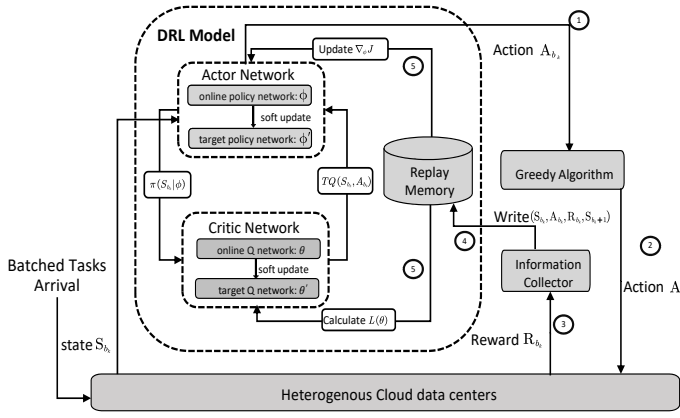 ①
DRL Model
Update ∇ᵩJ
⑤
Action A_{b_k}
Actor Network
online policy network: ϕ
soft update
target policy network: ϕ'
π(S_{b_k}|ϕ)
TQ(S_{b_k}, A_{b_k})
Replay
Memory
Greedy Algorithm
Write(S_{b_k}, A_{b_k}, R_{b_k}, S_{b_k+1})
④
②
Critic Network
online Q network: θ
soft update
target Q network: θ'
⑤
Information
Collector
Batched Tasks
Arrival
Action A
Calculate L(θ)
③
state S_{b_k}
Reward R_{b_k}
Heterogenous Cloud data centers